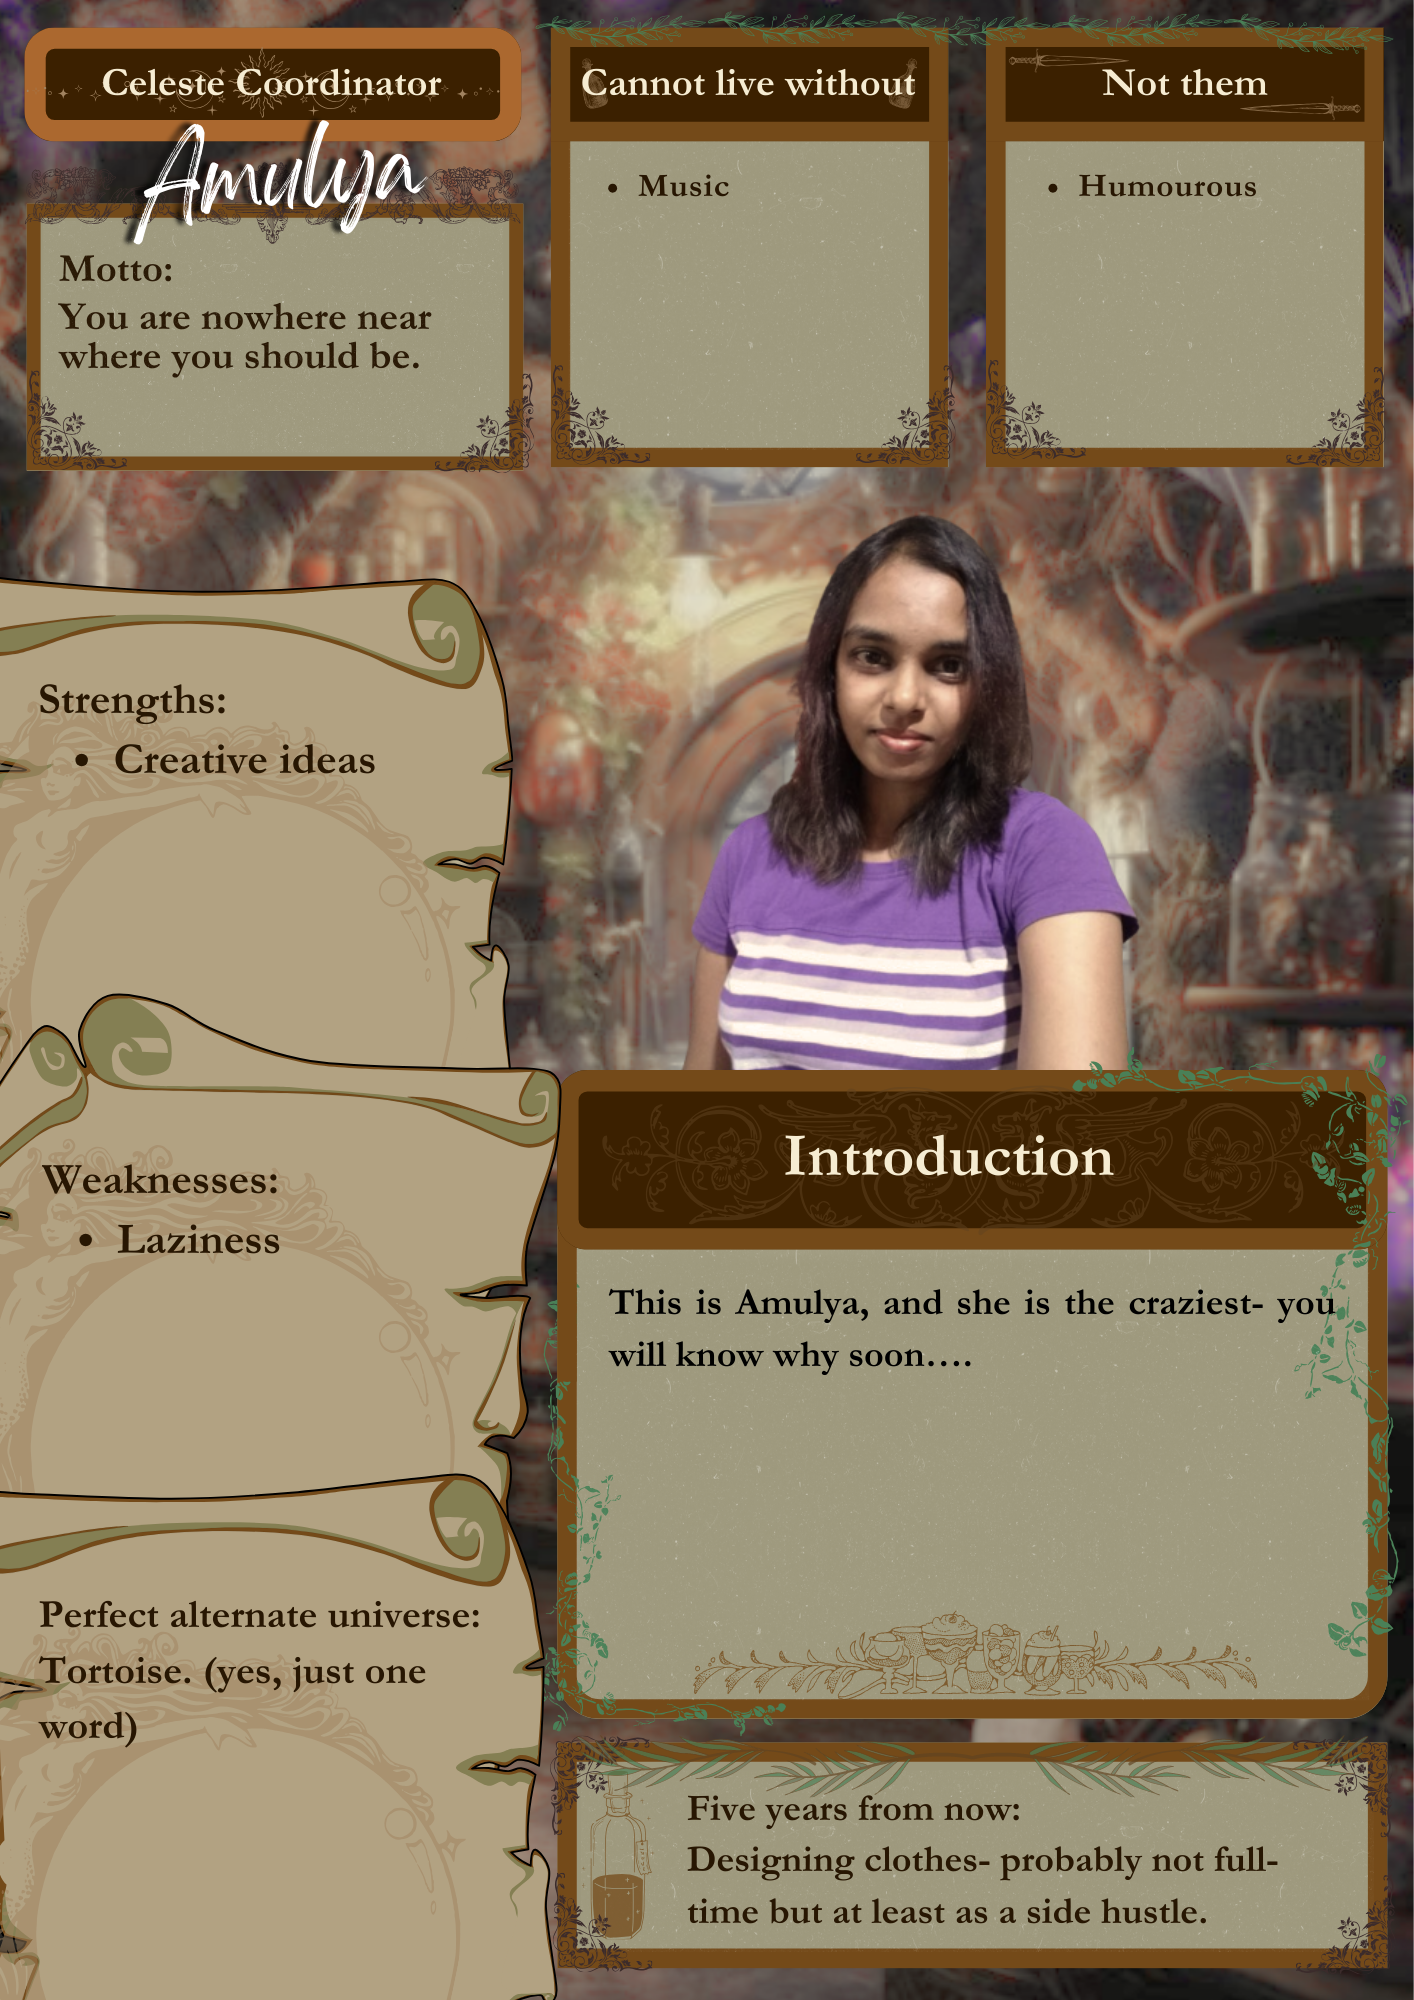 Celeste Coordinator
Amulya
Motto:
You are nowhere near
where you should be.
Cannot live without
• Music
Not them
• Humourous
Strengths:
• Creative ideas
Weaknesses:
• Laziness
Perfect alternate universe:
Tortoise. (yes, just one
word)
Introduction
This is Amulya, and she is the craziest- you
will know why soon....
Five years from now:
Designing clothes- probably not full-
time but at least as a side hustle.